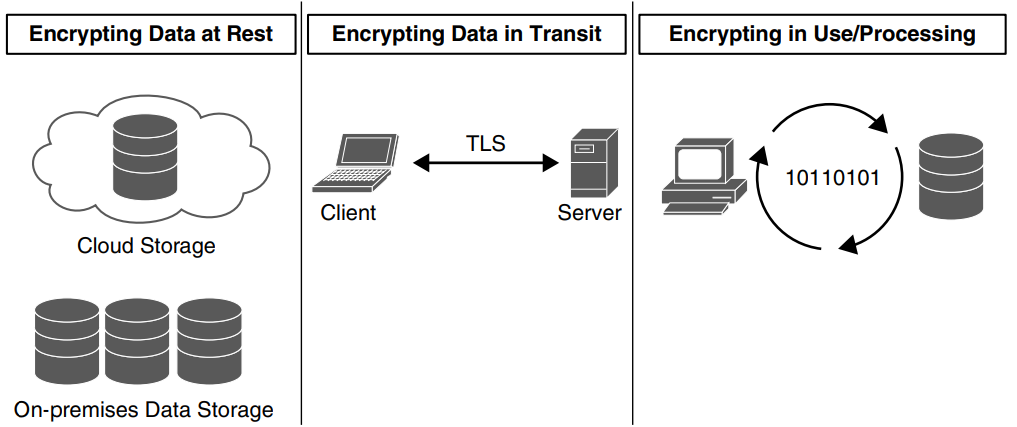 Encrypting Data at Rest
Encrypting Data in Transit
Encrypting in Use/Processing
Cloud Storage
On-premises Data Storage
TLS
Client
Server
10110101